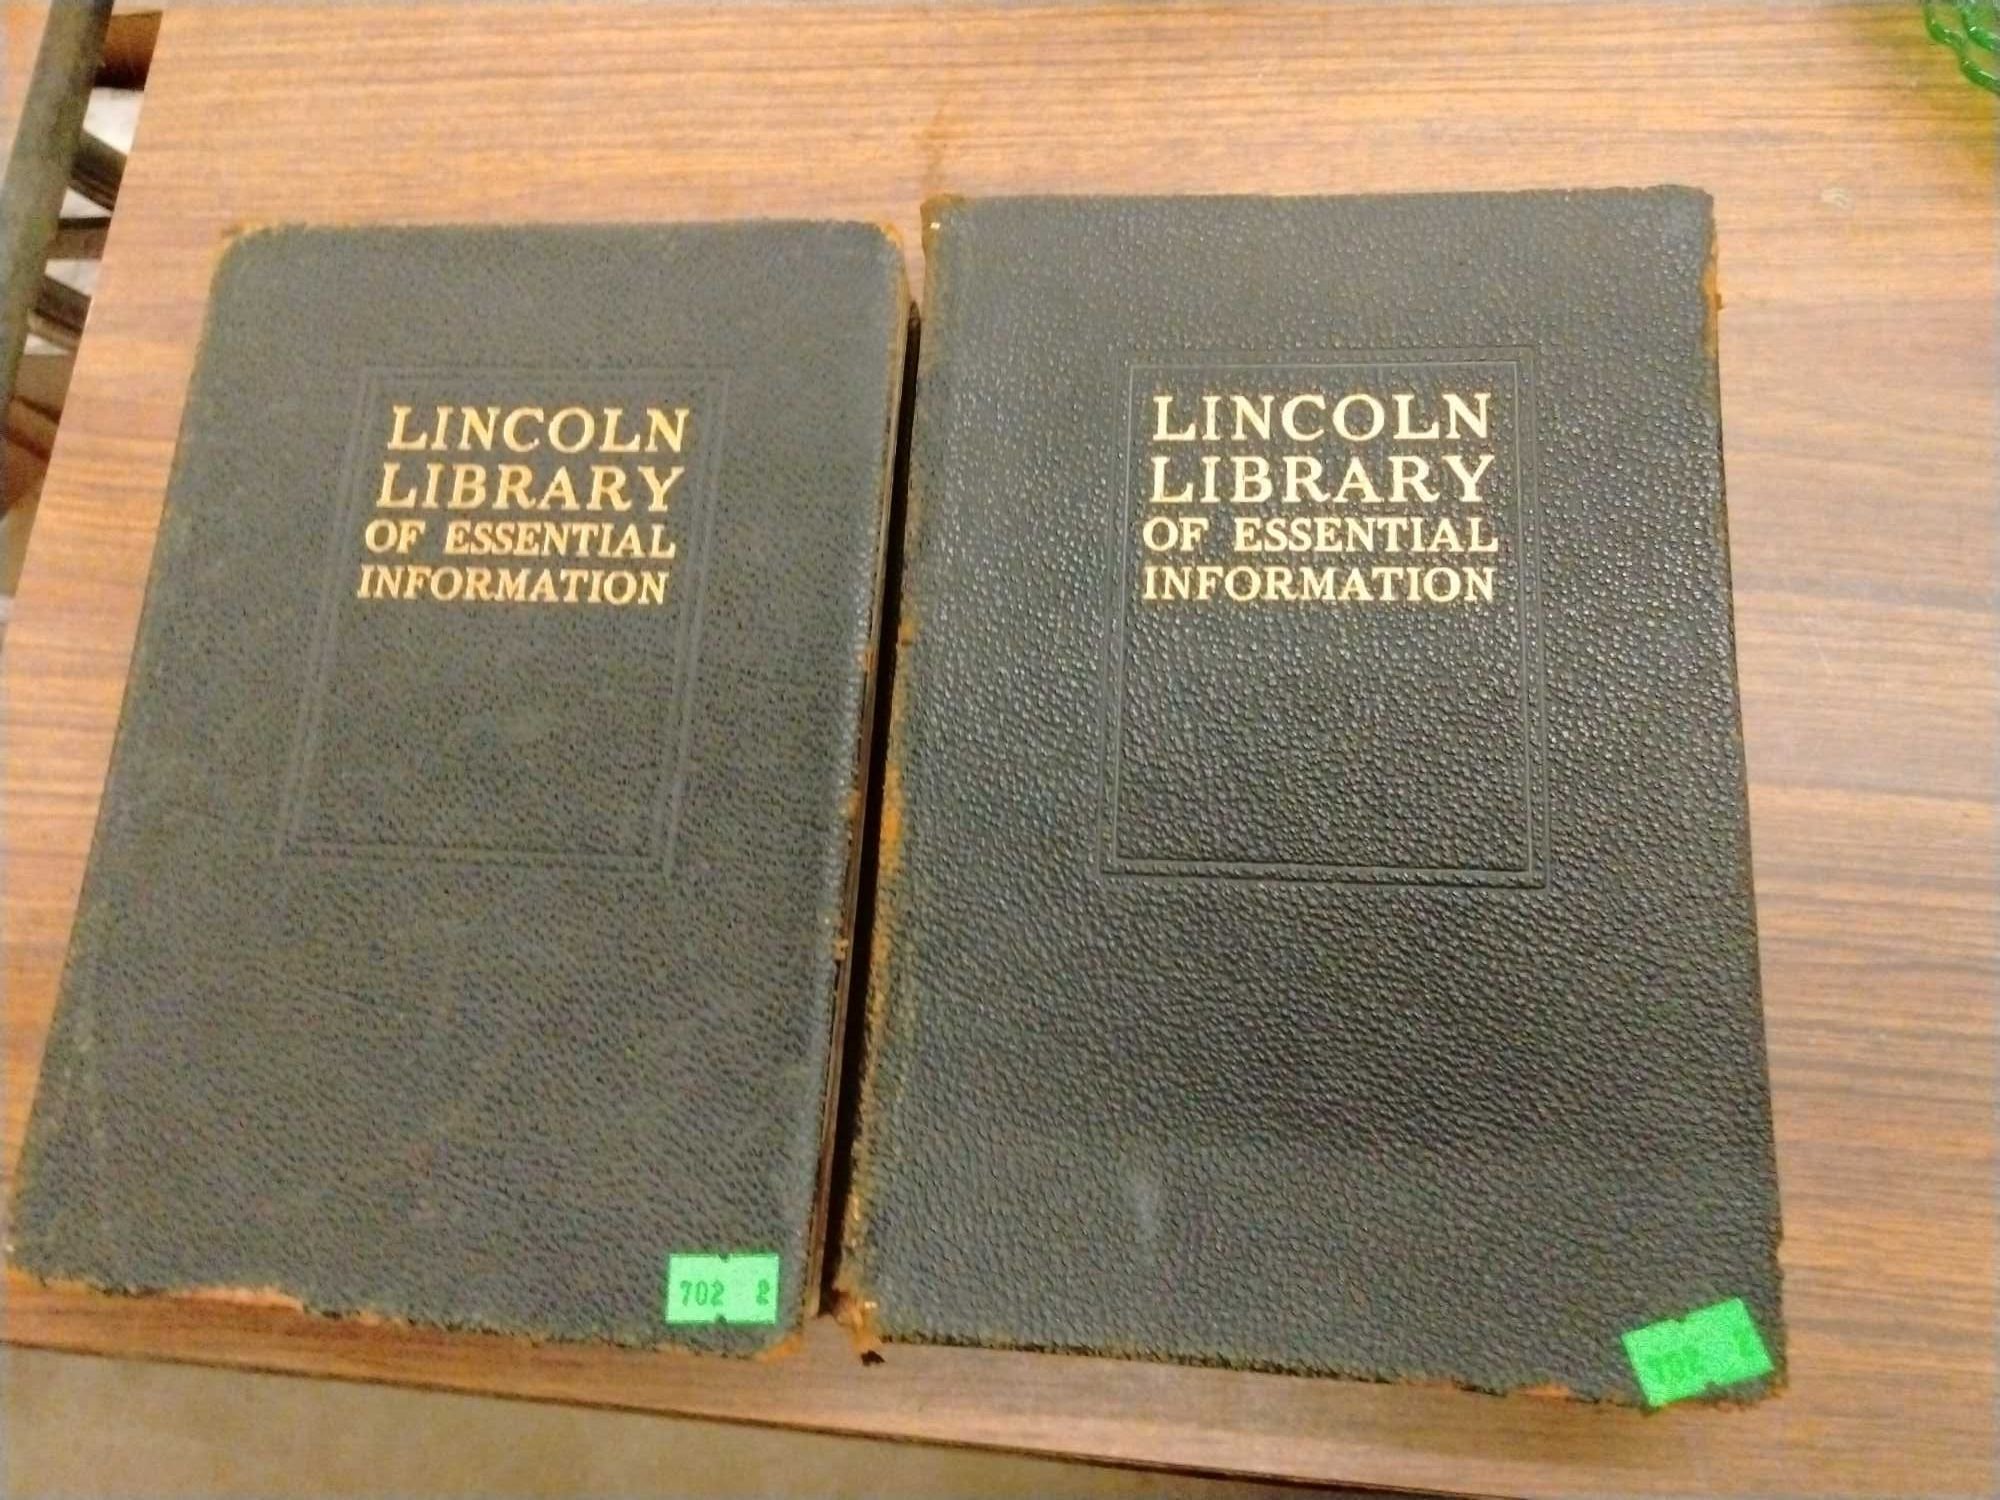 LINCOLN
LIBRARY
OF ESSENTIAL
INFORMATION
702 2
LINCOLN
LIBRARY
OF ESSENTIAL
INFORMATION